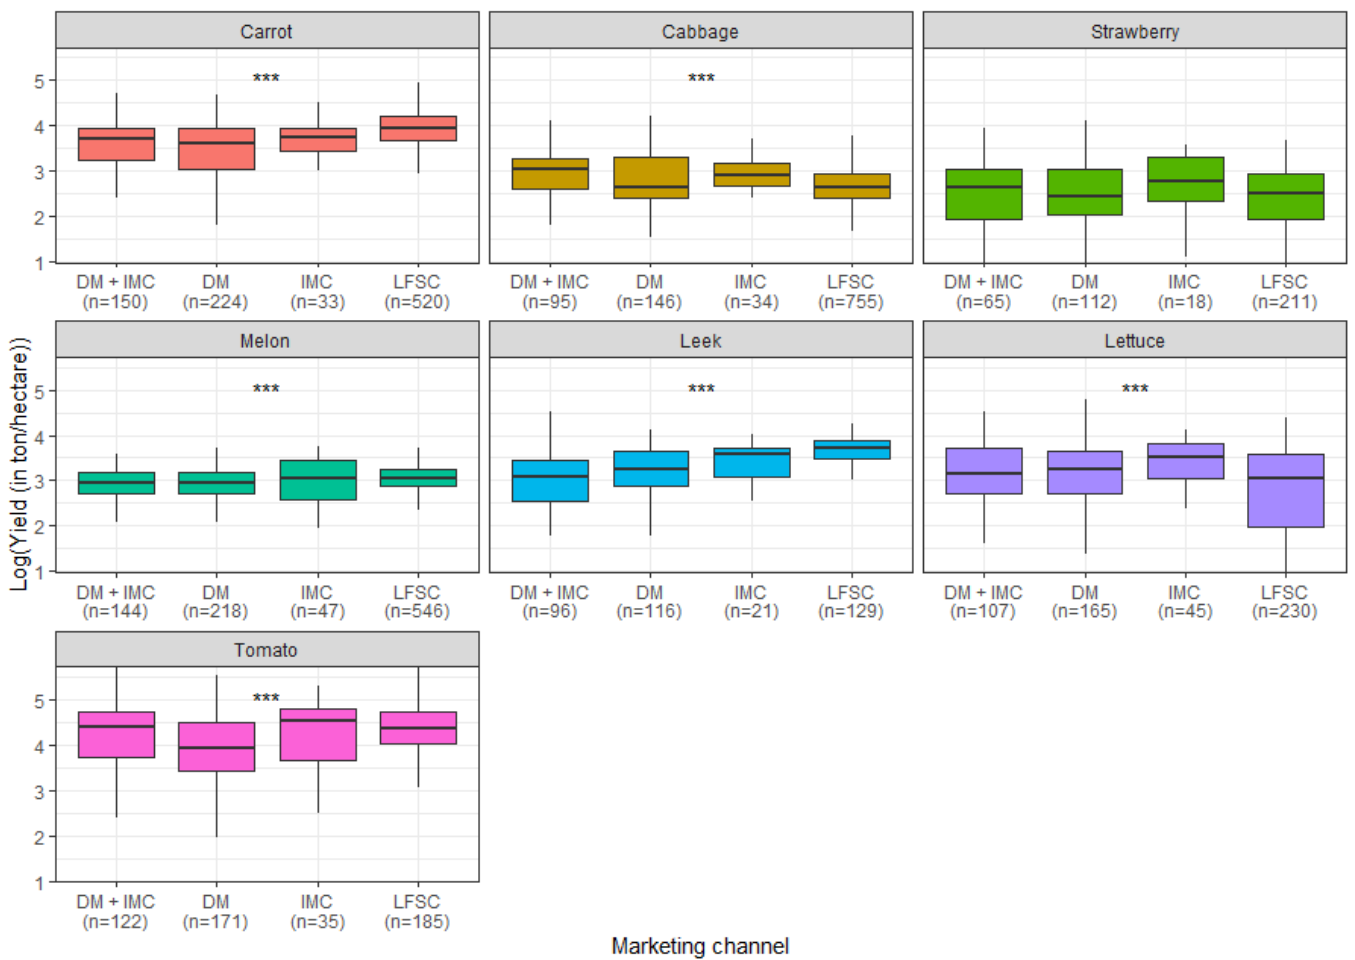 Carrot
Cabbage
Strawberry
***
***
5
4
3
2
1
DM + IMC DM IMC LFSC
(n=150) (n=224) (n=33) (n=520)
DM + IMC DM IMC LFSC
(n=95) (n=146) (n=34) (n=755)
DM + IMC DM IMC LFSC
(n=65) (n=112) (n=18) (n=211)
Log(Yield (in ton/hectare))
Melon
Leek
Lettuce
***
***
***
5
4
3
2
1
DM + IMC DM IMC LFSC
(n=144) (n=218) (n=47) (n=546)
DM + IMC DM IMC LFSC
(n=96) (n=116) (n=21) (n=129)
DM + IMC DM IMC LFSC
(n=107) (n=165) (n=45) (n=230)
Tomato
***
5
4
3
2
1
DM + IMC DM IMC LFSC
(n=122) (n=171) (n=35) (n=185)
Marketing channel